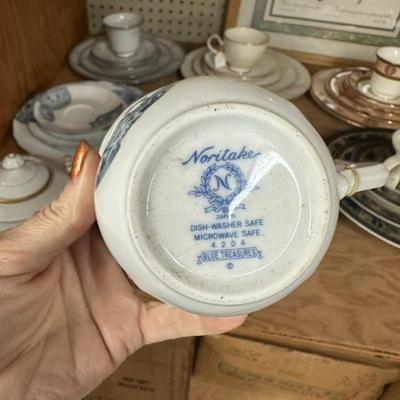 Noritake
N
JAPAN
DISH-WASHER SAFE
MICROWAVE SAFE
4204
BLUE TREASURES
©